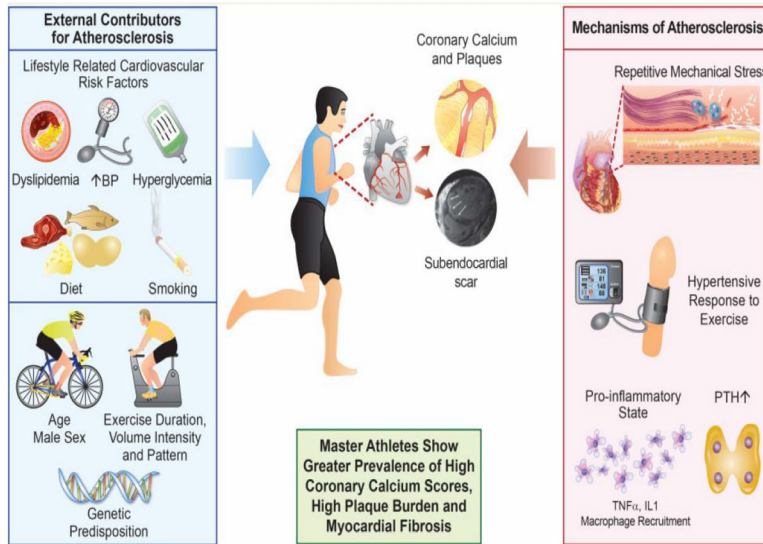 External Contributors
for Atherosclerosis
Lifestyle Related Cardiovascular
Risk Factors
Dyslipidemia
↑BP
Hyperglycemia
Diet
Smoking
Age
Male Sex
Exercise Duration,
Volume Intensity
and Pattern
Genetic
Predisposition
Coronary Calcium
and Plaques
Subendocardial
scar
Master Athletes Show
Greater Prevalence of High
Coronary Calcium Scores,
High Plaque Burden and
Myocardial Fibrosis
Mechanisms of Atherosclerosis
Repetitive Mechanical Stress
Hypertensive
Response to
Exercise
Pro-inflammatory
State
TNFα, IL1
Macrophage Recruitment
PTH↑